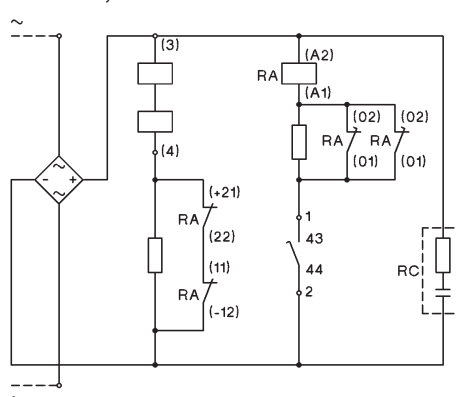 ~
(3)
(A2)
RA
(A1)
(02) (02)
RA RA
(4)
(01) (01)
~
- +
~
(+21)
RA
(22)
1
43
(11)
44
RC
RA
2
(-12)
~